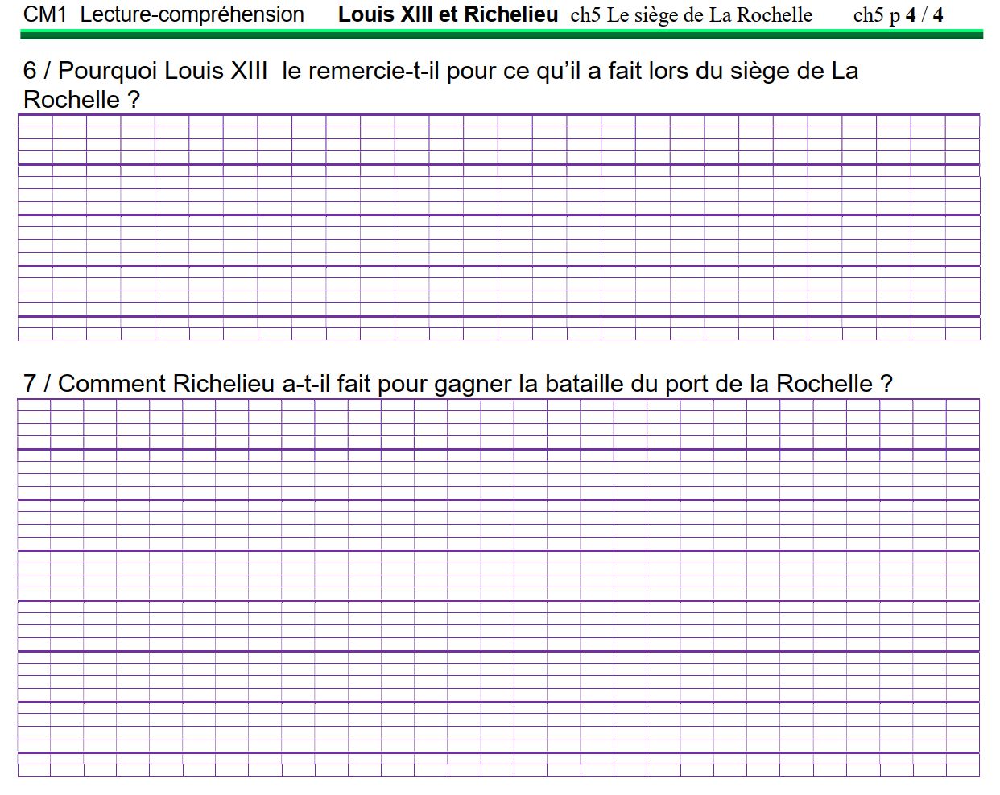 CM1 Lecture-compréhension Louis XIII et Richelieu ch5 Le siège de La Rochelle ch5 p 4 / 4
6 / Pourquoi Louis XIII le remercie-t-il pour ce qu’il a fait lors du siège de La
Rochelle ?
7 / Comment Richelieu a-t-il fait pour gagner la bataille du port de la Rochelle ?